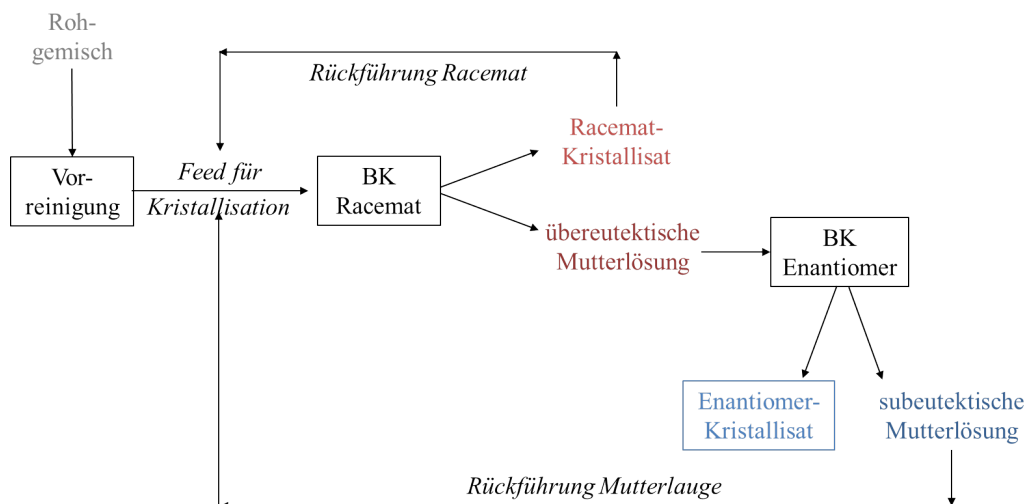 Roh-
gemisch
Rückführung Racemat
Racemat-
Kristallisat
Vor-
reinigung
Feed für
Kristallisation
BK
Racemat
übereutektische
Mutterlösung
BK
Enantiomer
Enantiomer-
Kristallisat
subeutektische
Mutterlösung
Rückführung Mutterlauge